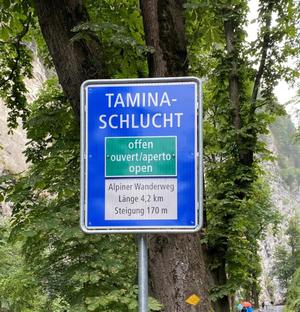 TAMINA-
SCHLUCHT
offen
ouvert/aperto
open
Alpiner Wanderweg
Länge 4,2 km
Steigung 170 m